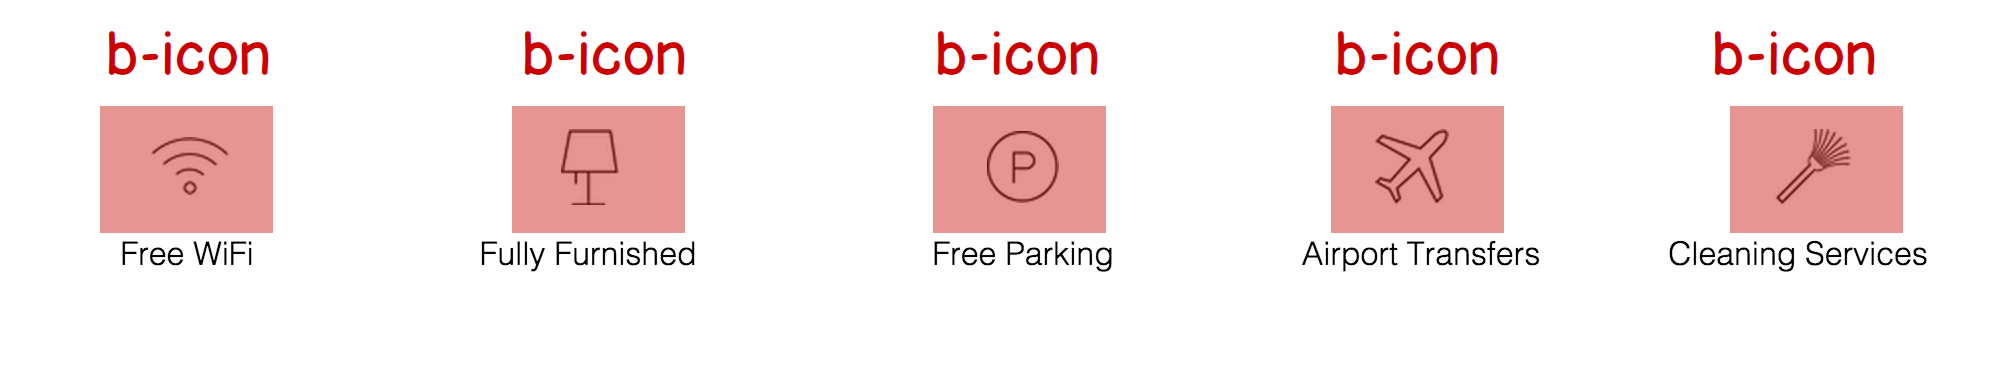 b-icon b-icon b-icon b-icon b-icon
P
Free WiFi Fully Furnished Free Parking Airport Transfers Cleaning Services